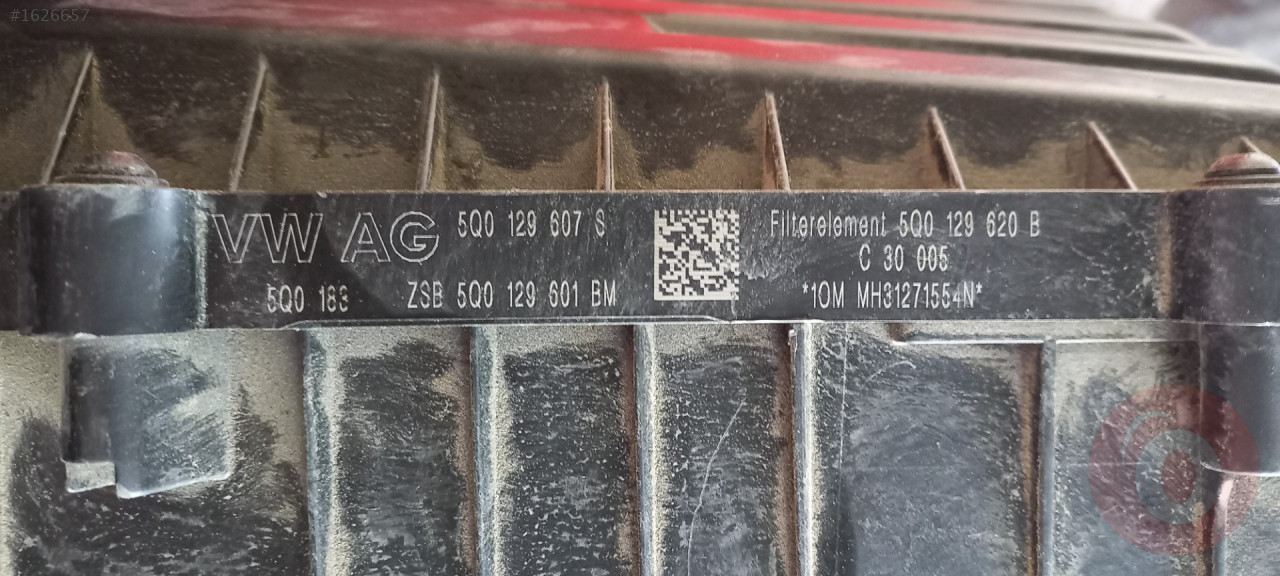 #1626657
VW AG 5Q0 129 607 S
5Q0 183 ZSB 5Q0 129 601 BM
Filterelement 5Q0 129 620 B
C 30 005
*1OM MH31271554N*